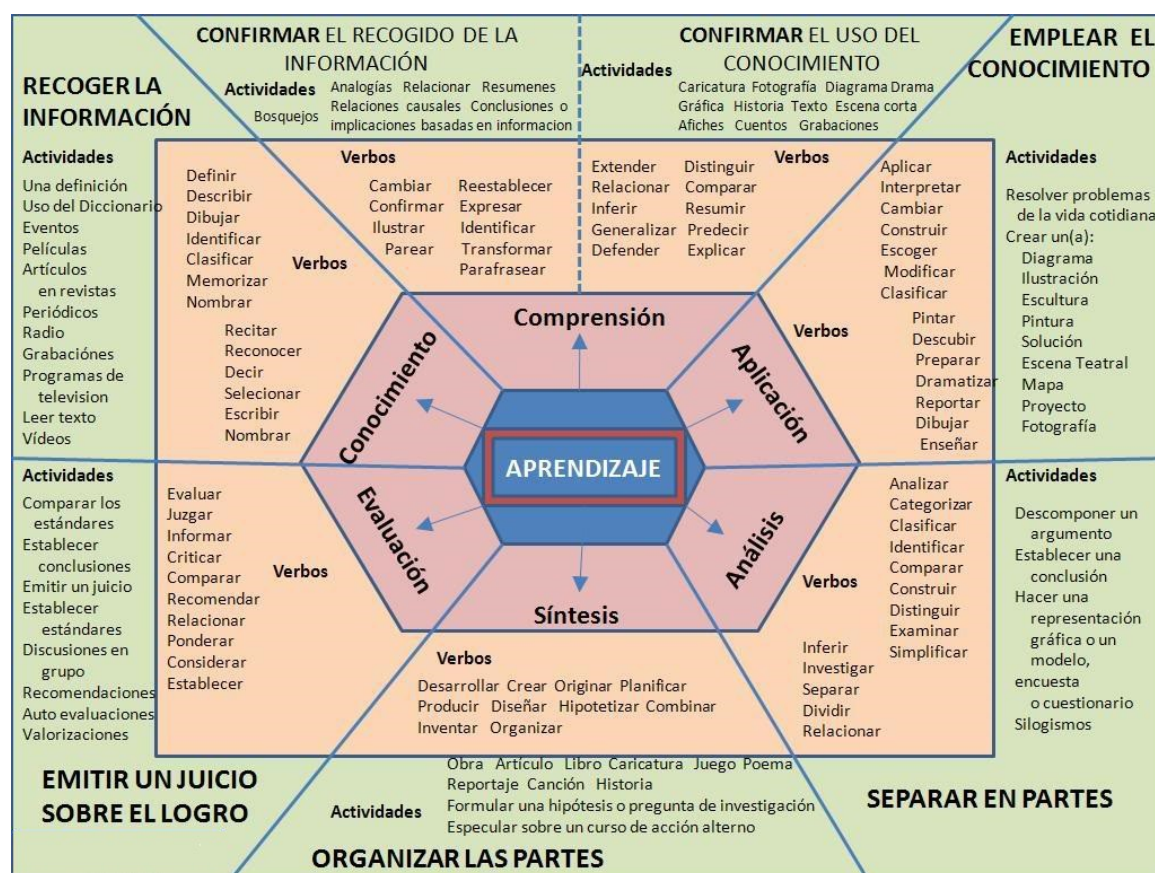 RECOGER LA
INFORMACIÓN
Actividades
Una definición
Uso del Diccionario
Eventos
Películas
Artículos
en revistas
Periódicos
Radio
Grabaciónes
Programas de
television
Leer texto
Vídeos
CONFIRMAR EL RECOGIDO DE LA
INFORMACIÓN
Actividades
Bosquejos
Analogías Relacionar Resumenes
Relaciones causales Conclusiones o
implicaciones basadas en informacion
CONFIRMAR EL USO DEL
CONOCIMIENTO
Actividades
Caricatura Fotografía Diagrama Drama
Gráfica Historia Texto Escena corta
Afiches Cuentos Grabaciones
EMPLEAR EL
CONOCIMIENTO
Actividades
Resolver problemas
de la vida cotidiana
Crear un(a):
Diagrama
Ilustración
Escultura
Pintura
Solución
Escena Teatral
Mapa
Proyecto
Fotografía
Definir
Describir
Dibujar
Identificar
Clasificar
Memorizar
Nombrar
Verbos
Recitar
Reconocer
Decir
Selecionar
Escribir
Nombrar
Verbos
Cambiar
Confirmar
Ilustrar
Parear
Reestablecer
Expresar
Identificar
Transformar
Parafrasear
Verbos
Extender
Relacionar
Inferir
Generalizar
Defender
Distinguir
Comparar
Resumir
Predecir
Explicar
Aplicar
Interpretar
Cambiar
Construir
Escoger
Modificar
Clasificar
Verbos
Pintar
Descubir
Preparar
Dramatizar
Reportar
Dibujar
Enseñar
Comprensión
Conocimiento
Aplicación
APRENDIZAJE
Evaluación
Análisis
Síntesis
Actividades
Comparar los
estándares
Establecer
conclusiones
Emitir un juicio
Establecer
estándares
Discusiones en
grupo
Recomendaciones
Auto evaluaciones
Valorizaciones
Evaluar
Juzgar
Informar
Criticar
Comparar
Recomendar
Relacionar
Ponderar
Considerar
Establecer
Verbos
Verbos
Desarrollar Crear Originar Planificar
Producir Diseñar Hipotetizar Combinar
Inventar Organizar
Analizar
Categorizar
Clasificar
Identificar
Comparar
Construir
Distinguir
Examinar
Simplificar
Verbos
Inferir
Investigar
Separar
Dividir
Relacionar
Actividades
Descomponer un
argumento
Establecer una
conclusión
Hacer una
representación
gráfica o un
modelo,
encuesta
o cuestionario
Silogismos
EMITIR UN JUICIO
SOBRE EL LOGRO
Actividades
Obra Artículo Libro Caricatura Juego Poema
Reportaje Canción Historia
Formular una hipótesis o pregunta de investigación
Especular sobre un curso de acción alterno
ORGANIZAR LAS PARTES
SEPARAR EN PARTES